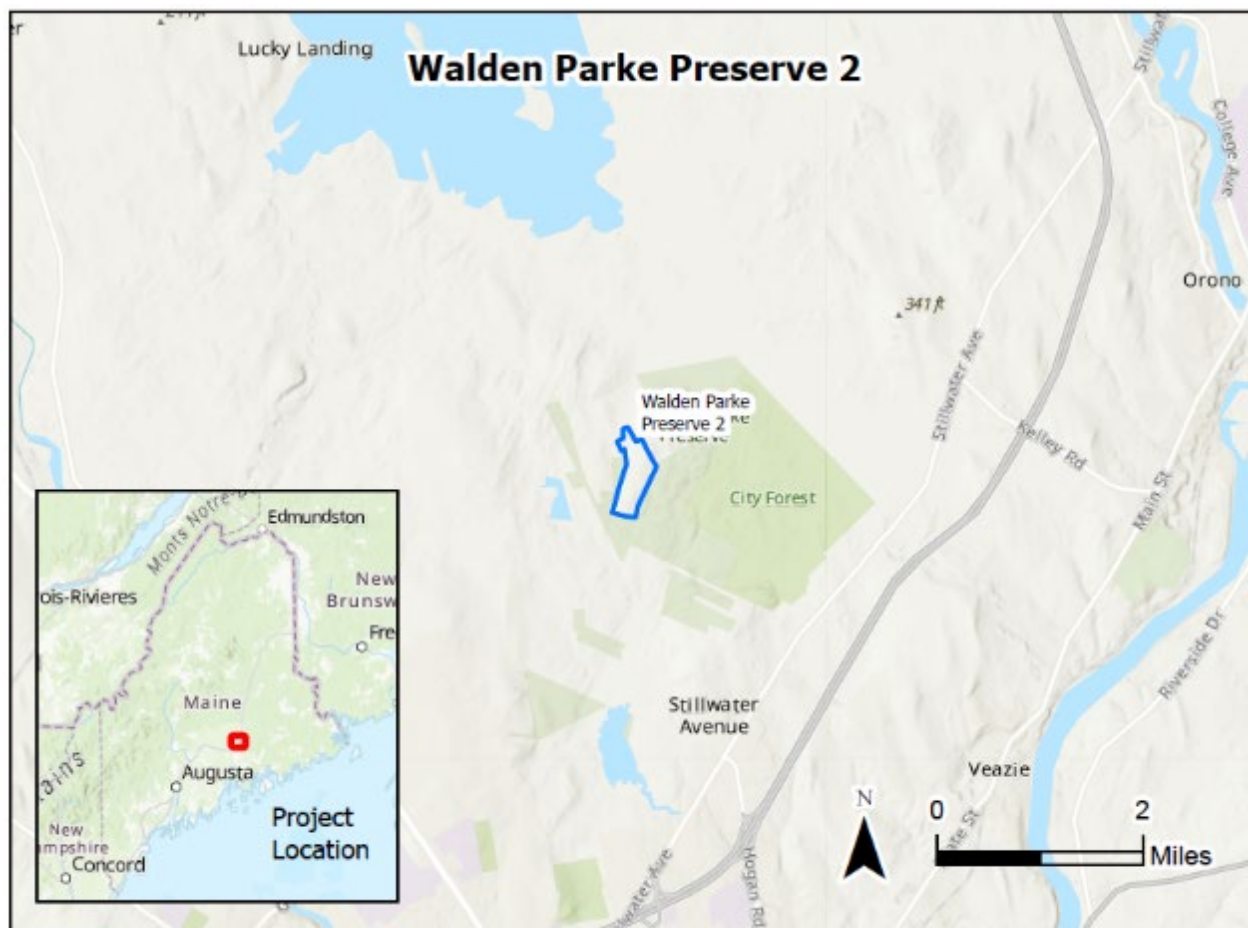 Lucky Landing
Walden Parke Preserve 2
College Ave
Orono
341 ft
Stillwater Ave
Walden Parke
Preserve 2
Kelley Rd
City Forest
Main St
Riverside Dr
Stillwater
Avenue
Veazie
Hogan Rd
N
0 2
Miles
Edmundston
New
Maine
Augusta
Project
Location
New
Concord